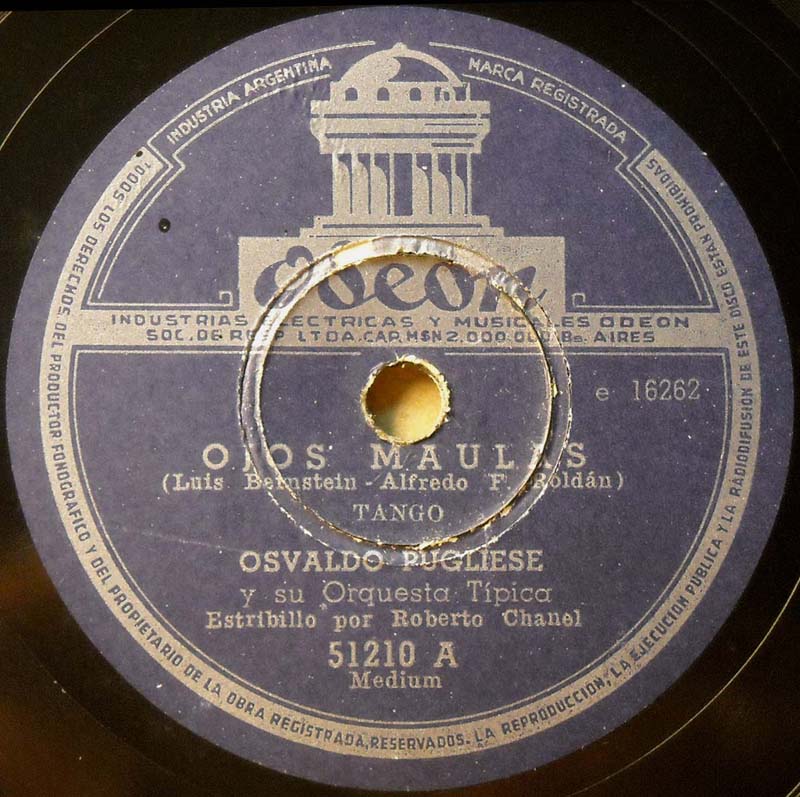 INDUSTRIA ARGENTINA
MARCA REGISTRADA
Odeon
INDUSTRIAS ELECTRICAS Y MUSICALES ODEON
SOC. DE RESP LTDA. CAP. M$N 2.000.000 Bs. AIRES
e 16262
OJOS MAULAS
(Luis Bernstein - Alfredo F. Roldán)
TANGO
OSVALDO PUGLIESE
y su Orquesta Típica
Estribillo por Roberto Chanel
51210 A
Medium
TODOS LOS DERECHOS DEL PRODUCTOR FONOGRAFICO Y DEL PROPIETARIO DE LA OBRA REGISTRADA, RESERVADOS. LA REPRODUCCION, LA EJECUCION PUBLICA Y LA RADIODIFUSION DE ESTE DISCO ESTAN PROHIBIDAS